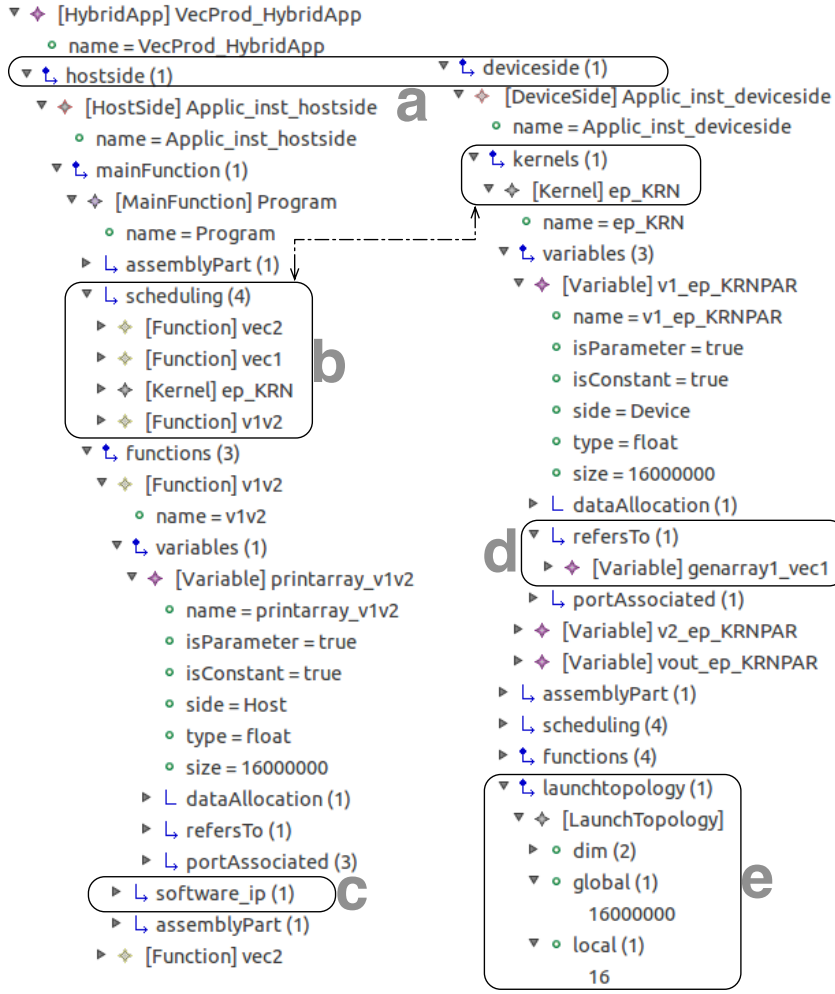 [HybridApp] VecProd_HybridApp
name = VecProd_HybridApp
hostside (1)
[HostSide] Applic_inst_hostside
name = Applic_inst_hostside
mainFunction (1)
[MainFunction] Program
name = Program
assemblyPart (1)
scheduling (4)
[Function] vec2
[Function] vec1
[Kernel] ep_KRN
[Function] v1v2
functions (3)
[Function] v1v2
name = v1v2
variables (1)
[Variable] printarray_v1v2
name = printarray_v1v2
isParameter = true
isConstant = true
side = Host
type = float
size = 16000000
dataAllocation (1)
refersTo (1)
portAssociated (3)
software_ip (1)
assemblyPart (1)
[Function] vec2
a
b
c
deviceside (1)
[DeviceSide] Applic_inst_deviceside
name = Applic_inst_deviceside
kernels (1)
[Kernel] ep_KRN
name = ep_KRN
variables (3)
[Variable] v1_ep_KRNPAR
name = v1_ep_KRNPAR
isParameter = true
isConstant = true
side = Device
type = float
size = 16000000
dataAllocation (1)
refersTo (1)
[Variable] genarray1_vec1
portAssociated (1)
[Variable] v2_ep_KRNPAR
[Variable] vout_ep_KRNPAR
assemblyPart (1)
scheduling (4)
functions (4)
launchtopology (1)
[LaunchTopology]
dim (2)
global (1)
16000000
local (1)
16
d
e